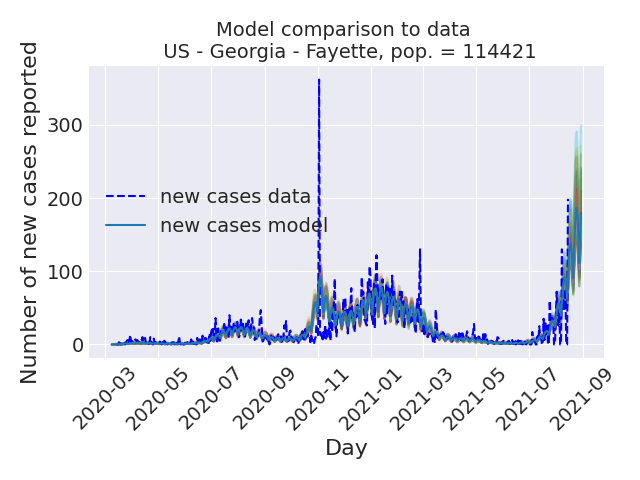 Model comparison to data
US - Georgia - Fayette, pop. = 114421
Number of new cases reported
300
200
100
0
new cases data
new cases model
2020-03
2020-05
2020-07
2020-09
2020-11
2021-01
2021-03
2021-05
2021-07
2021-09
Day